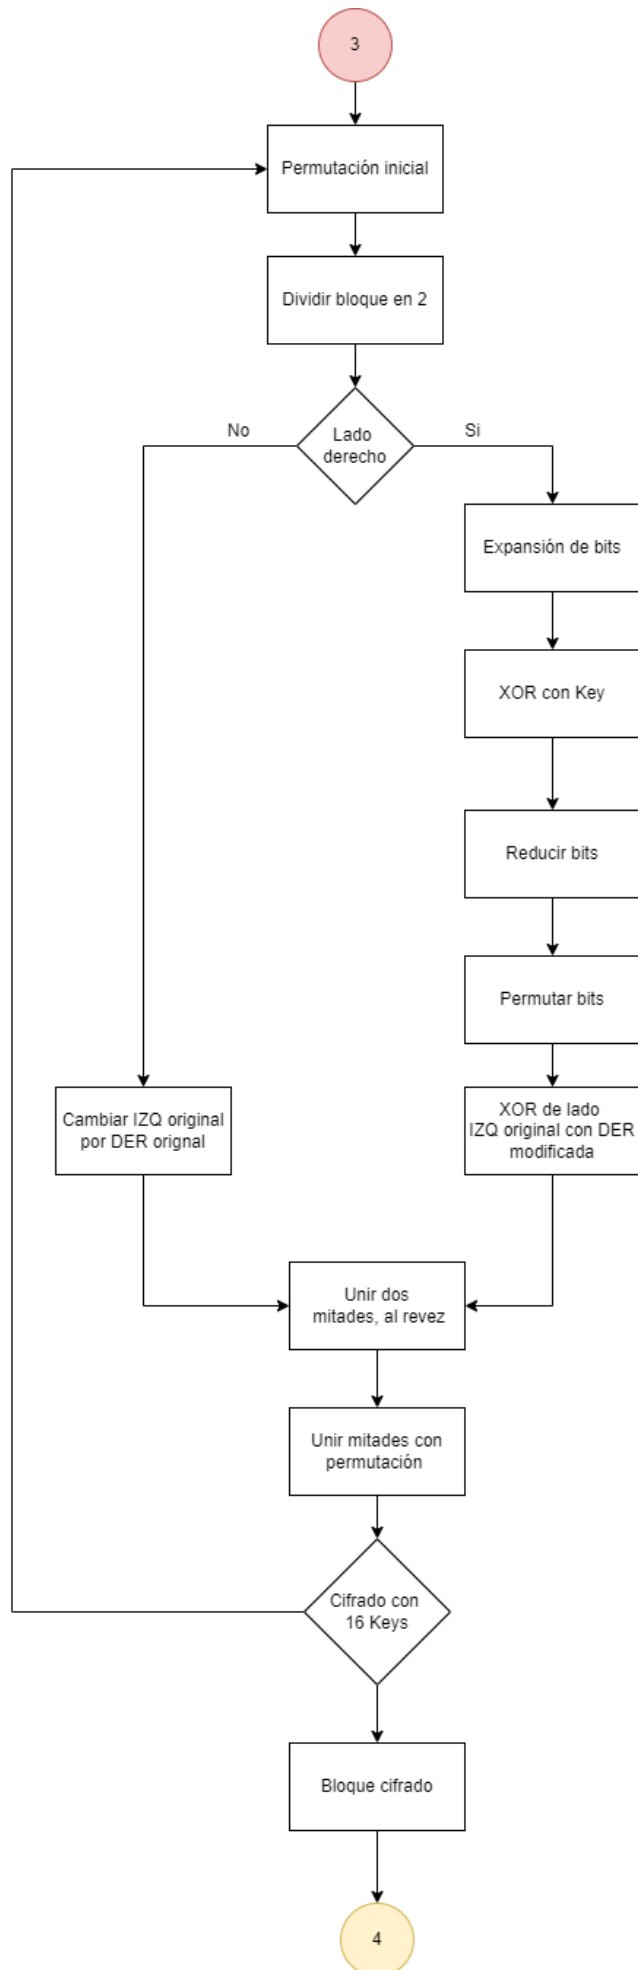 3
Permutación inicial
Dividir bloque en 2
No
Lado
derecho
Si
Expansión de bits
XOR con Key
Reducir bits
Permutar bits
Cambiar IZQ original
por DER orignal
XOR de lado
IZQ original con DER
modificada
Unir dos
mitades, al revez
Unir mitades con
permutación
Cifrado con
16 Keys
Bloque cifrado
4